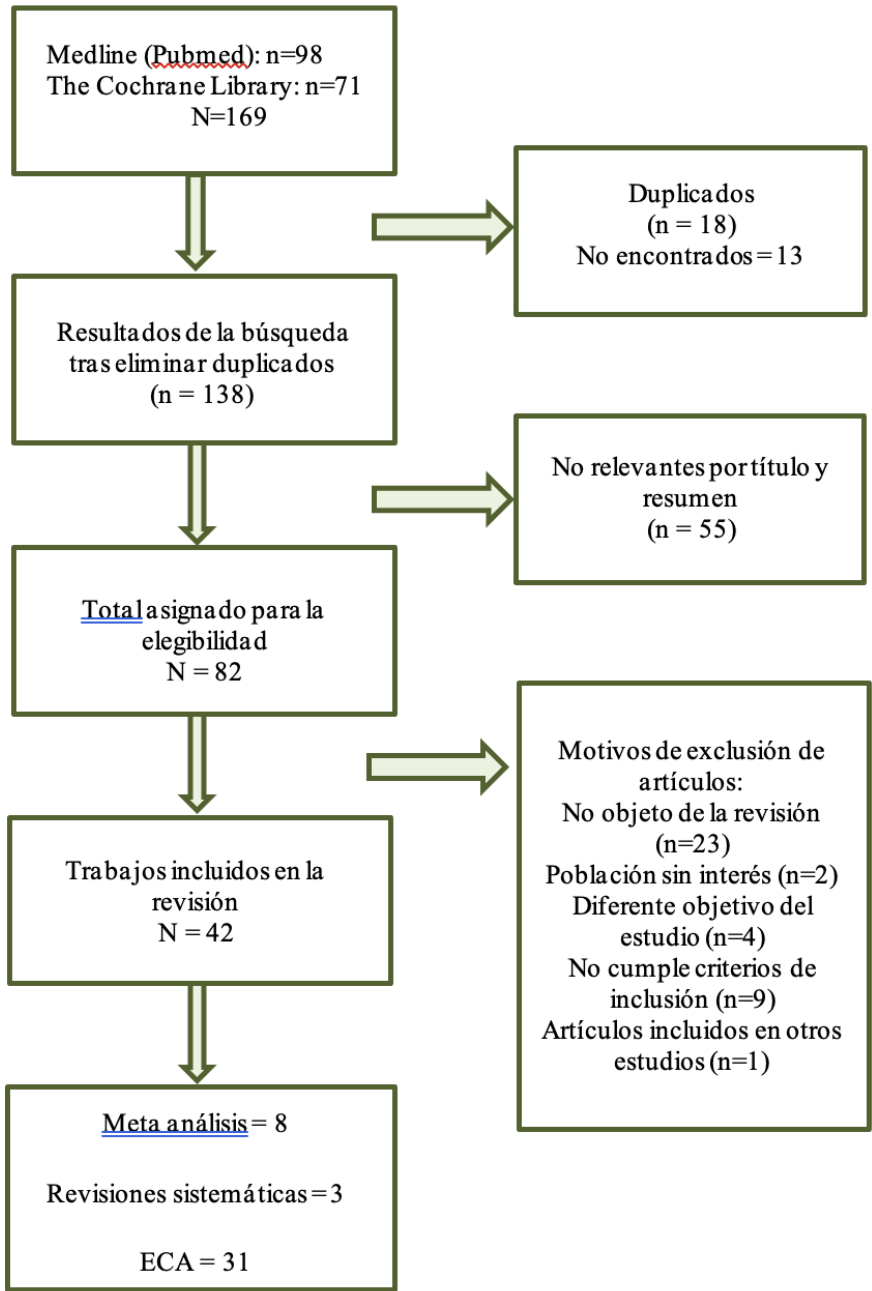 Medline (Pubmed): n=98
The Cochrane Library: n=71
N=169
Duplicados
(n = 18)
No encontrados = 13
Resultados de la búsqueda
tras eliminar duplicados
(n = 138)
No relevantes por título y
resumen
(n = 55)
Total asignado para la
elegibilidad
N = 82
Motivos de exclusión de
artículos:
No objeto de la revisión
(n=23)
Población sin interés (n=2)
Diferente objetivo del
estudio (n=4)
No cumple criterios de
inclusión (n=9)
Artículos incluidos en otros
estudios (n=1)
Trabajos incluidos en la
revisión
N = 42
Meta análisis = 8
Revisiones sistemáticas = 3
ECA = 31